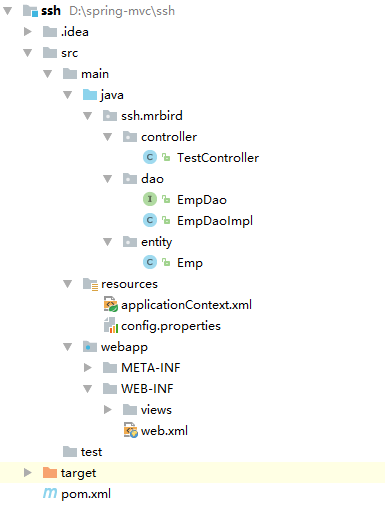 ssh D:\spring-mvc\ssh
.idea
src
main
java
ssh.mrbird
controller
TestController
dao
EmpDao
EmpDaoImpl
entity
Emp
resources
applicationContext.xml
config.properties
webapp
META-INF
WEB-INF
views
web.xml
test
target
pom.xml